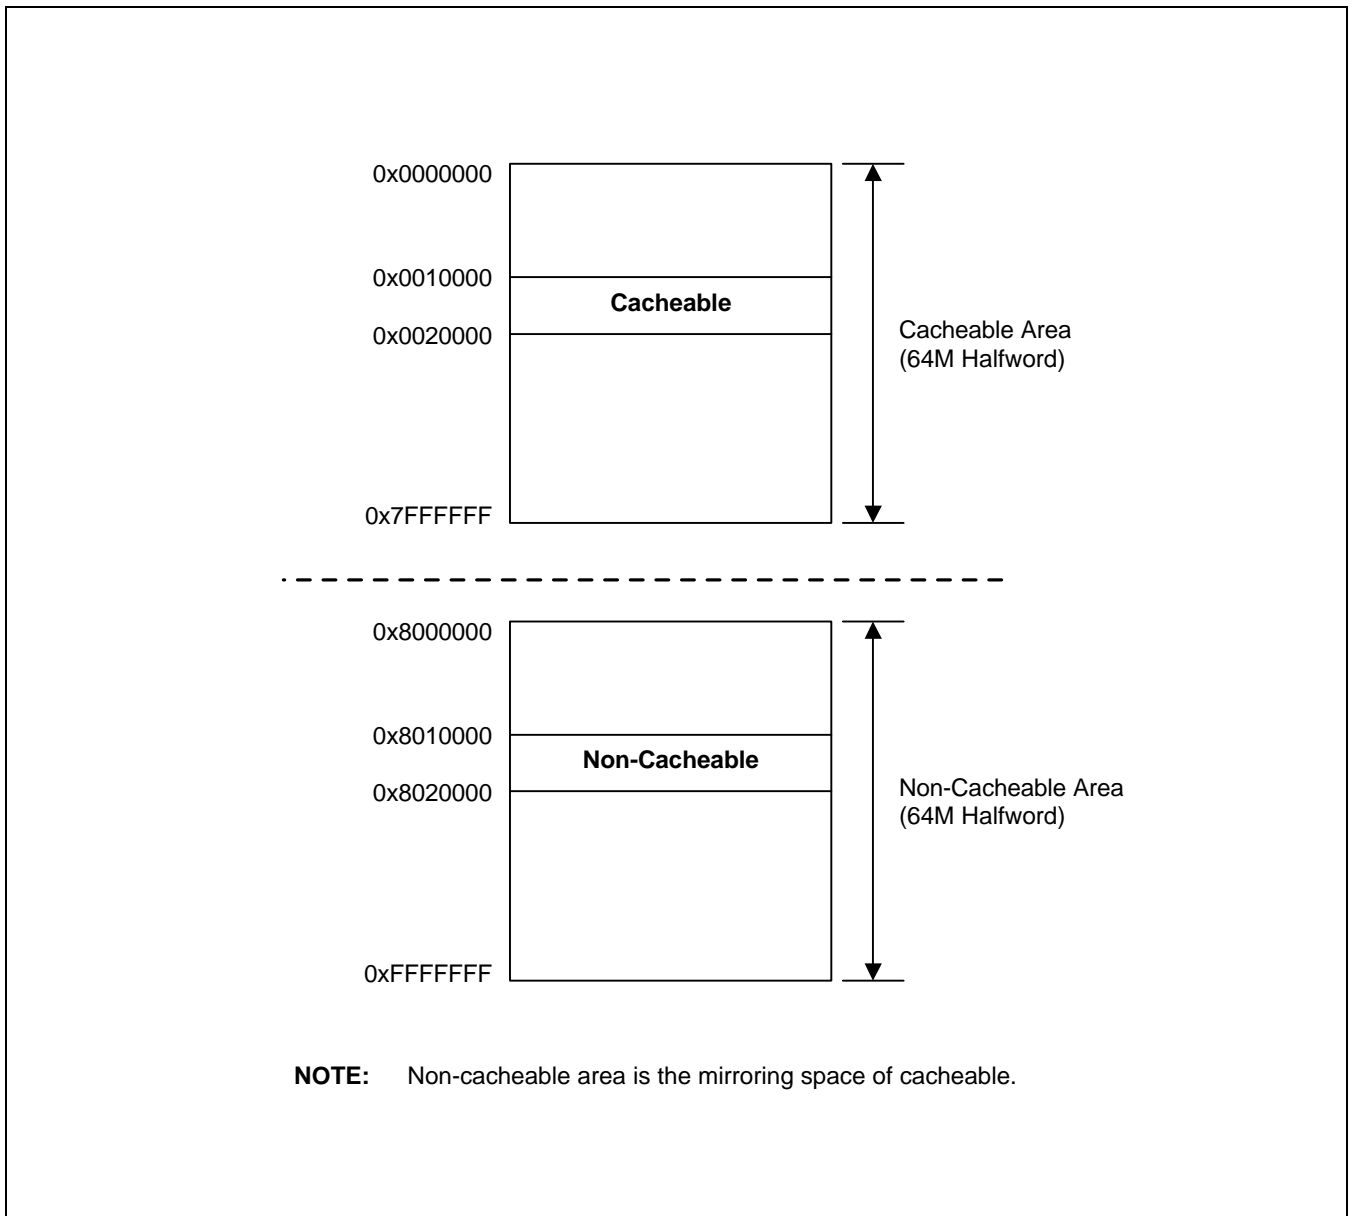 0x0000000
0x0010000
Cacheable
0x0020000
Cacheable Area
(64M Halfword)
0x7FFFFFF
0x8000000
0x8010000
Non-Cacheable
0x8020000
Non-Cacheable Area
(64M Halfword)
0xFFFFFFF
NOTE: Non-cacheable area is the mirroring space of cacheable.